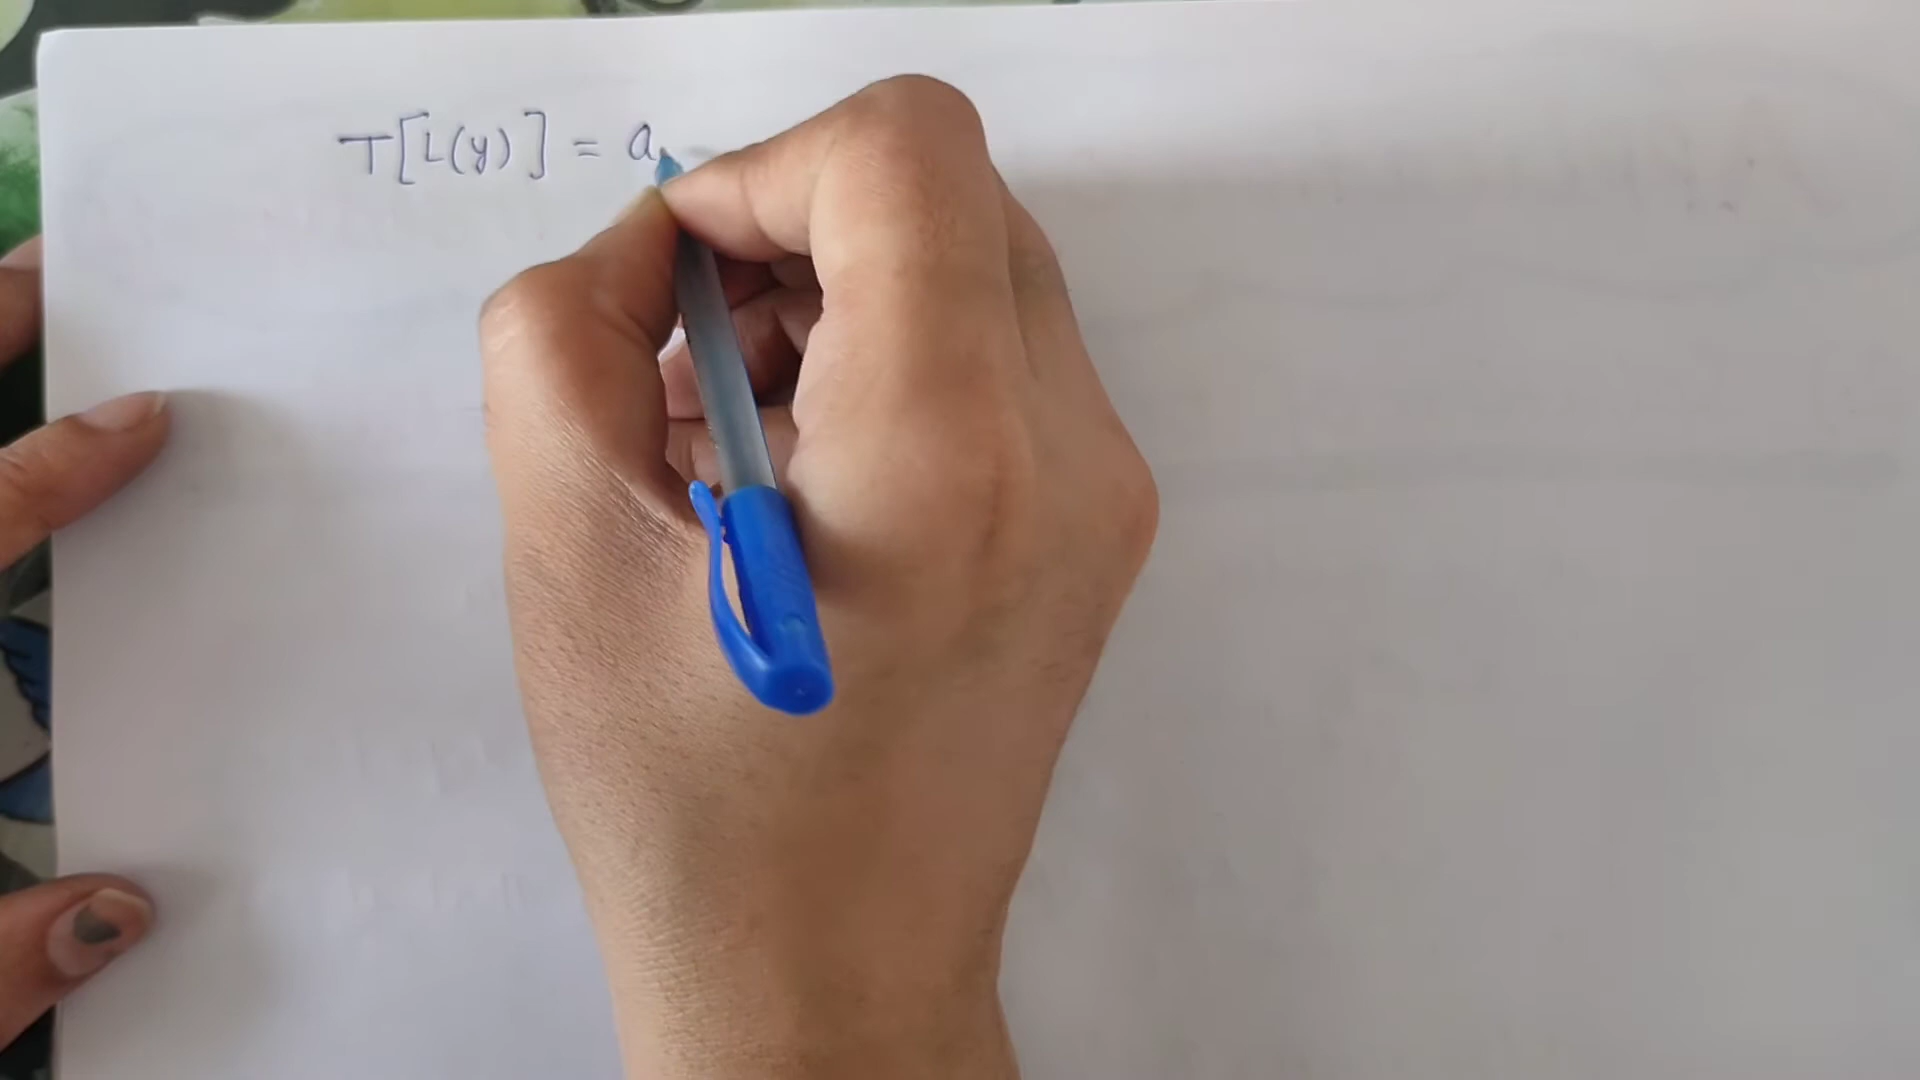 T[L(y)] = a